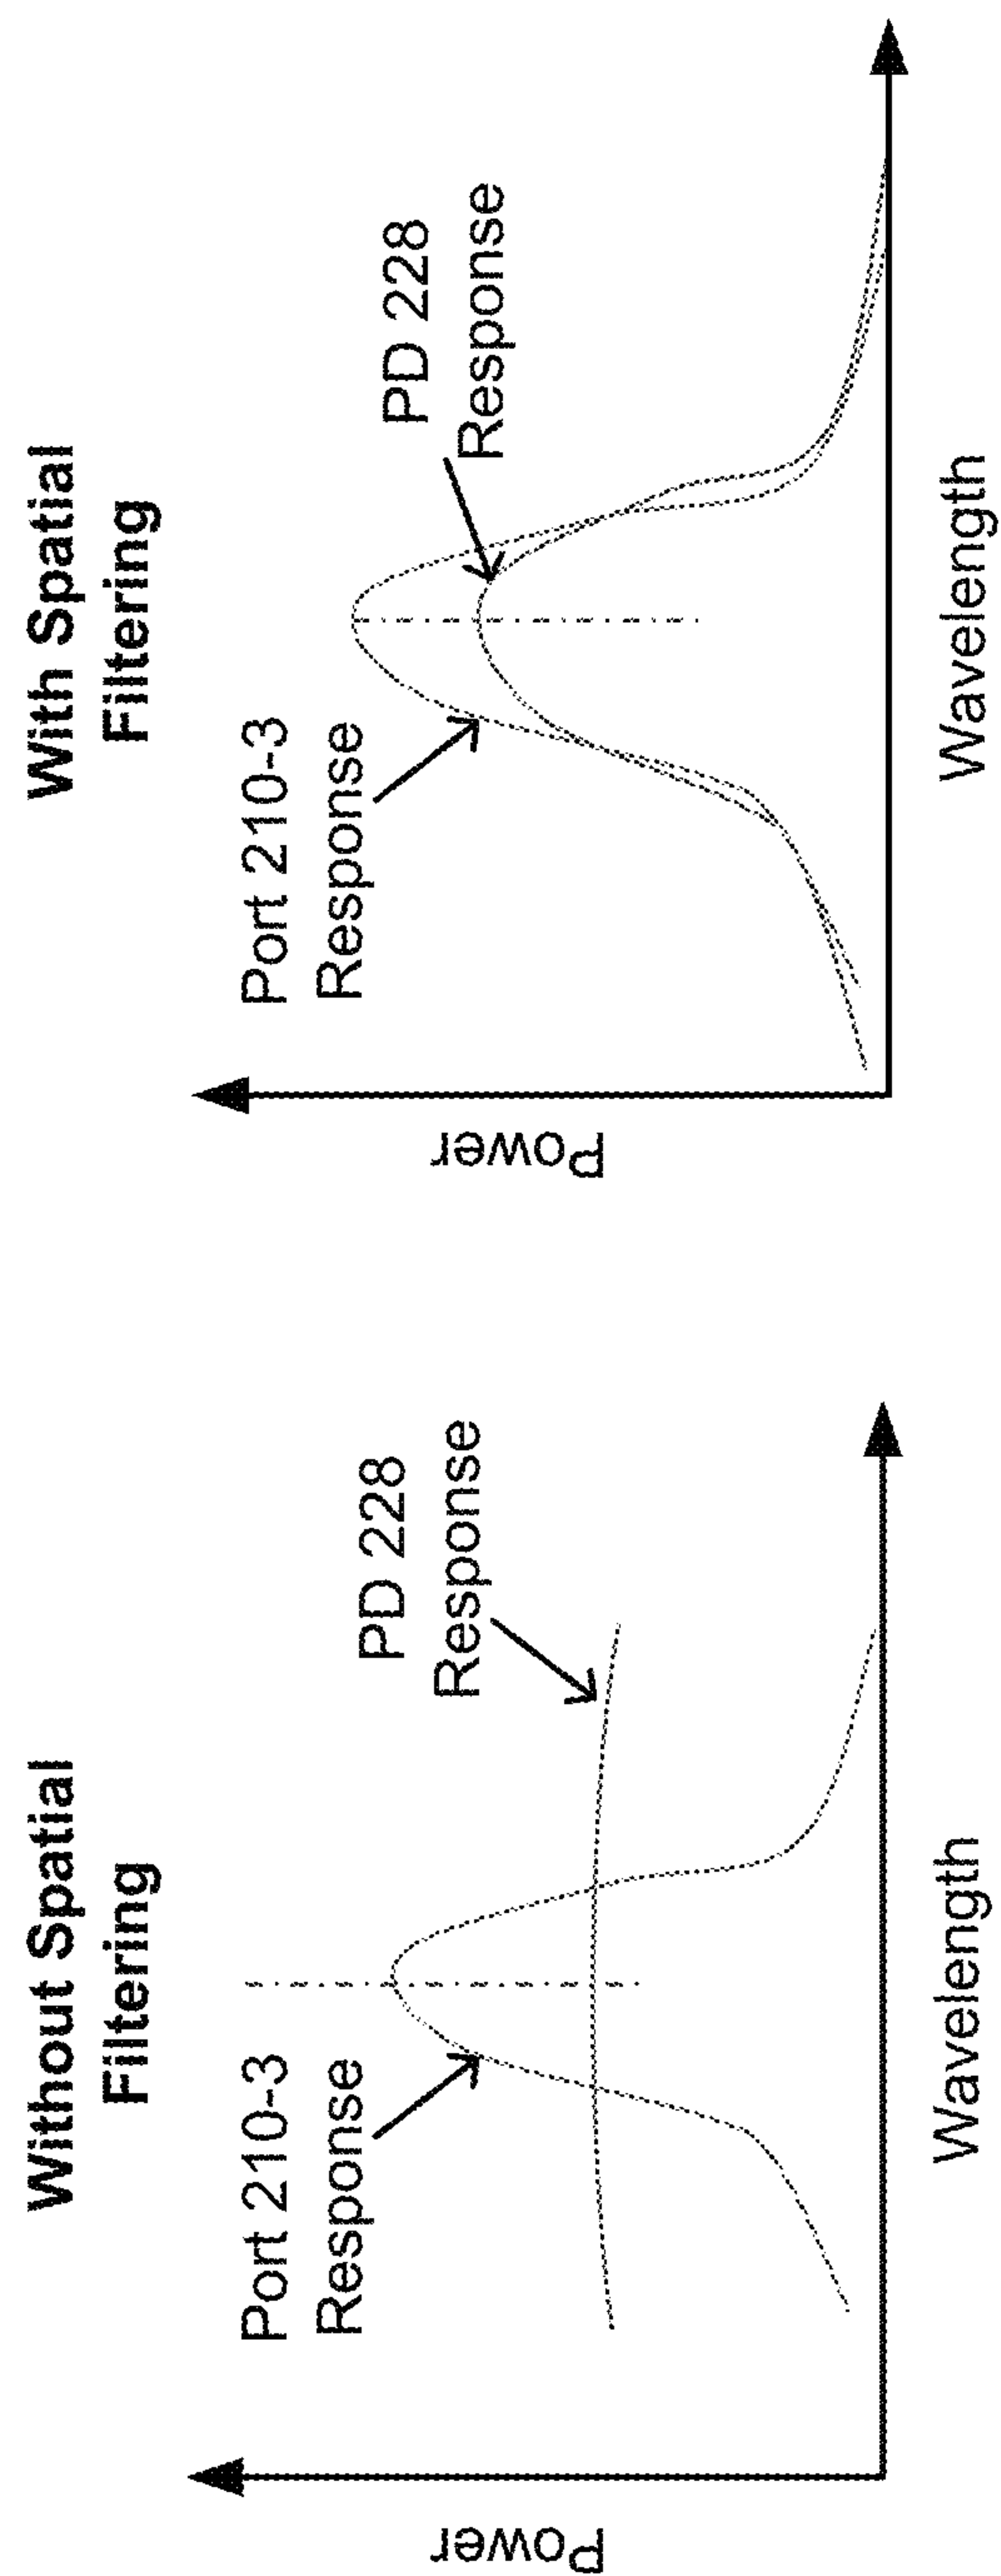 Without Spatial
Filtering
Port 210-3
Response
PD 228
Response
Power
Wavelength
With Spatial
Filtering
Port 210-3
Response
PD 228
Response
Power
Wavelength